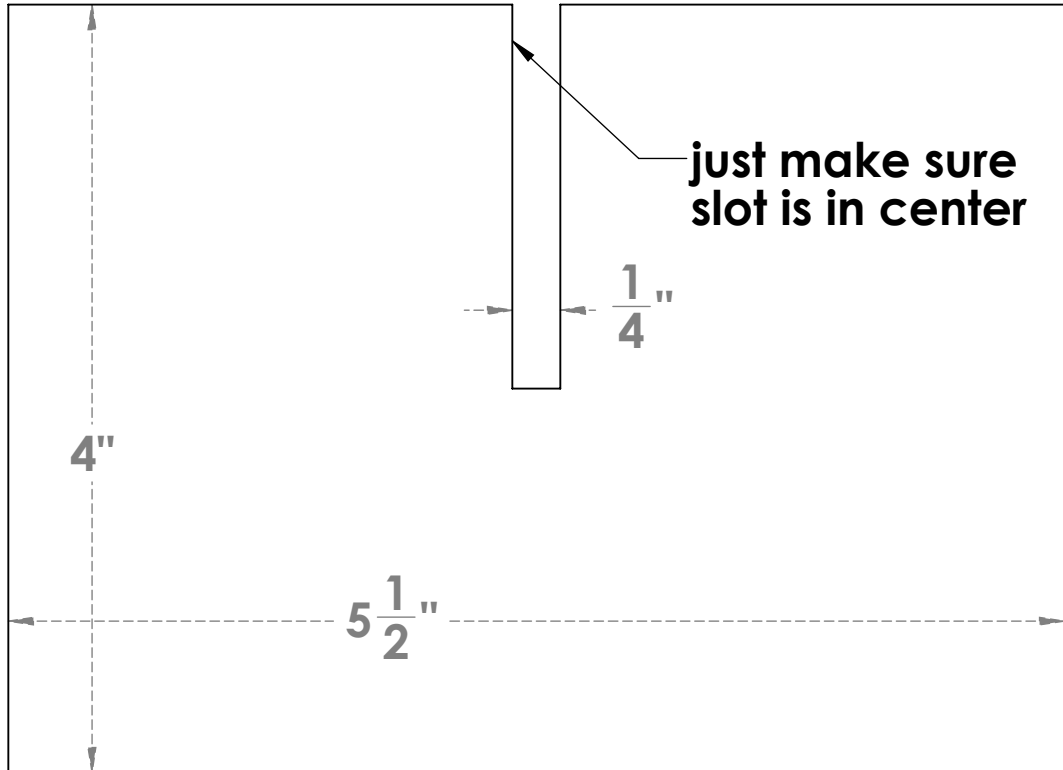 just make sure
slot is in center
1/4"
4"
5 1/2"